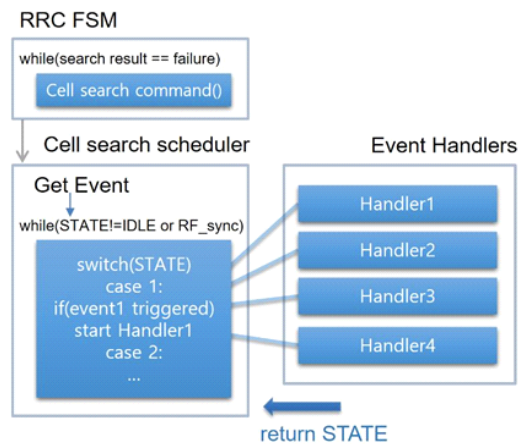 RRC FSM
while(search result == failure)
Cell search command()
Cell search scheduler
Get Event
while(STATE!=IDLE or RF_sync)
switch(STATE)
case 1:
if(event1 triggered)
start Handler1
case 2:
...
Event Handlers
Handler1
Handler2
Handler3
Handler4
return STATE